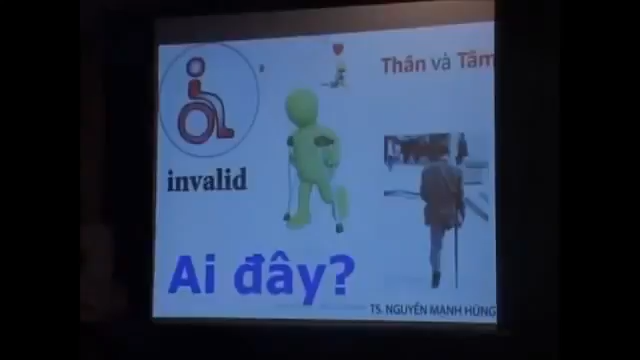 Thân và Tâm
invalid
Ai đây?
TS. NGUYỄN MẠNH HÙNG